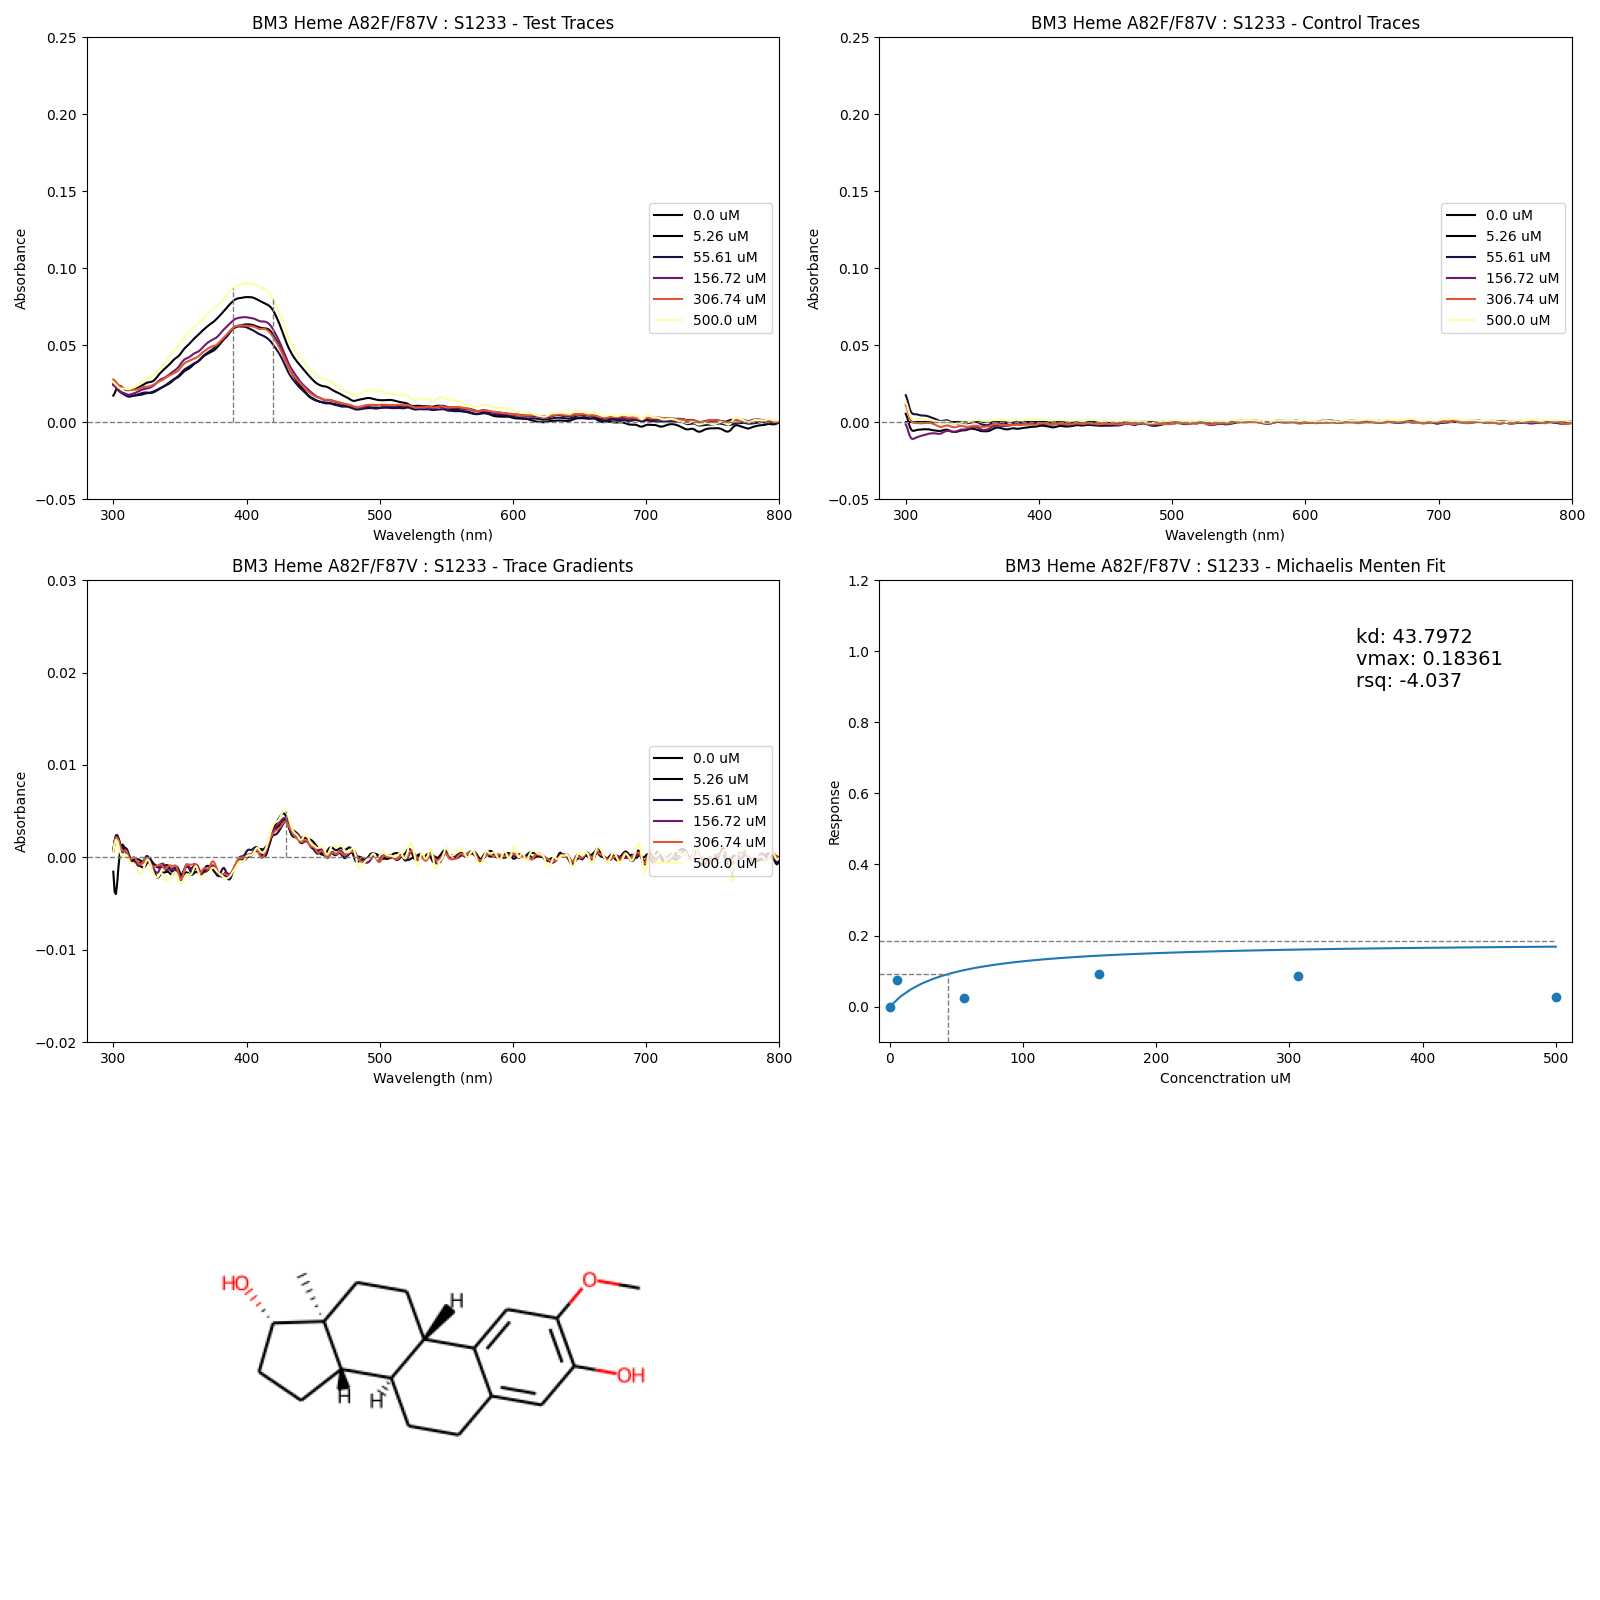 BM3 Heme A82F/F87V : S1233 - Test Traces
Absorbance
0.25
0.20
0.15
0.10
0.05
0.00
−0.05
0.0 uM
5.26 uM
55.61 uM
156.72 uM
306.74 uM
500.0 uM
300 400 500 600 700 800
Wavelength (nm)
BM3 Heme A82F/F87V : S1233 - Control Traces
Absorbance
0.25
0.20
0.15
0.10
0.05
0.00
−0.05
0.0 uM
5.26 uM
55.61 uM
156.72 uM
306.74 uM
500.0 uM
300 400 500 600 700 800
Wavelength (nm)
BM3 Heme A82F/F87V : S1233 - Trace Gradients
Absorbance
0.03
0.02
0.01
0.00
−0.01
−0.02
0.0 uM
5.26 uM
55.61 uM
156.72 uM
306.74 uM
500.0 uM
300 400 500 600 700 800
Wavelength (nm)
BM3 Heme A82F/F87V : S1233 - Michaelis Menten Fit
Response
1.2
1.0
0.8
0.6
0.4
0.2
0.0
kd: 43.7972
vmax: 0.18361
rsq: -4.037
0 100 200 300 400 500
Concenctration uM
HO
H
O
OH
H
H